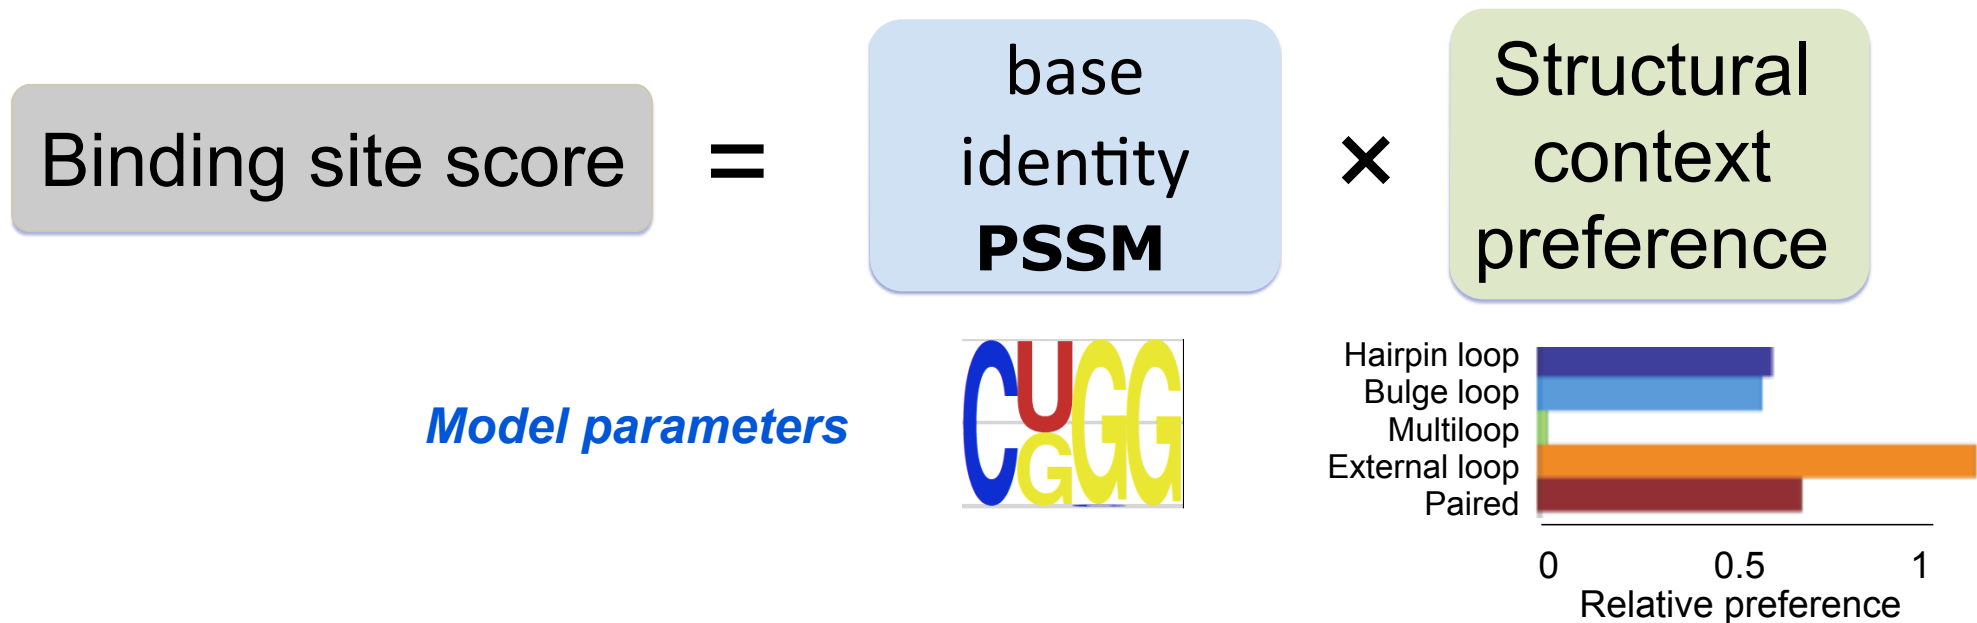 Binding site score
=
base
identity
PSSM
×
Structural
context
preference
Model parameters
CUGGG
Hairpin loop
Bulge loop
Multiloop
External loop
Paired
0 0.5 1
Relative preference